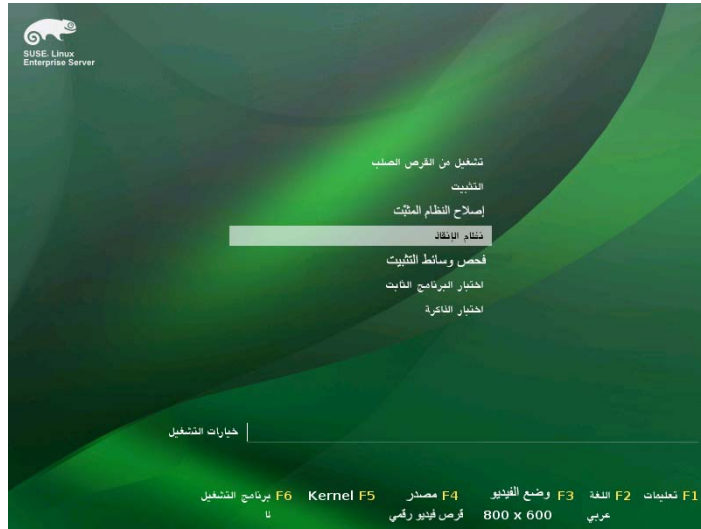 SUSE. Linux
Enterprise Server
تشغيل من القرص الصلب
التثبيت
إصلاح النظام المثبّت
نظام الإنقاذ
فحص وسائط التثبيت
اختبار البرنامج الثابت
اختبار الذاكرة
خيارات التشغيل
F1 تعليمات F2 اللغة F3 وضع الفيديو F4 مصدر F5 Kernel F6 برنامج التشغيل
عربي 800 x 600 قرص فيديو رقمي لا